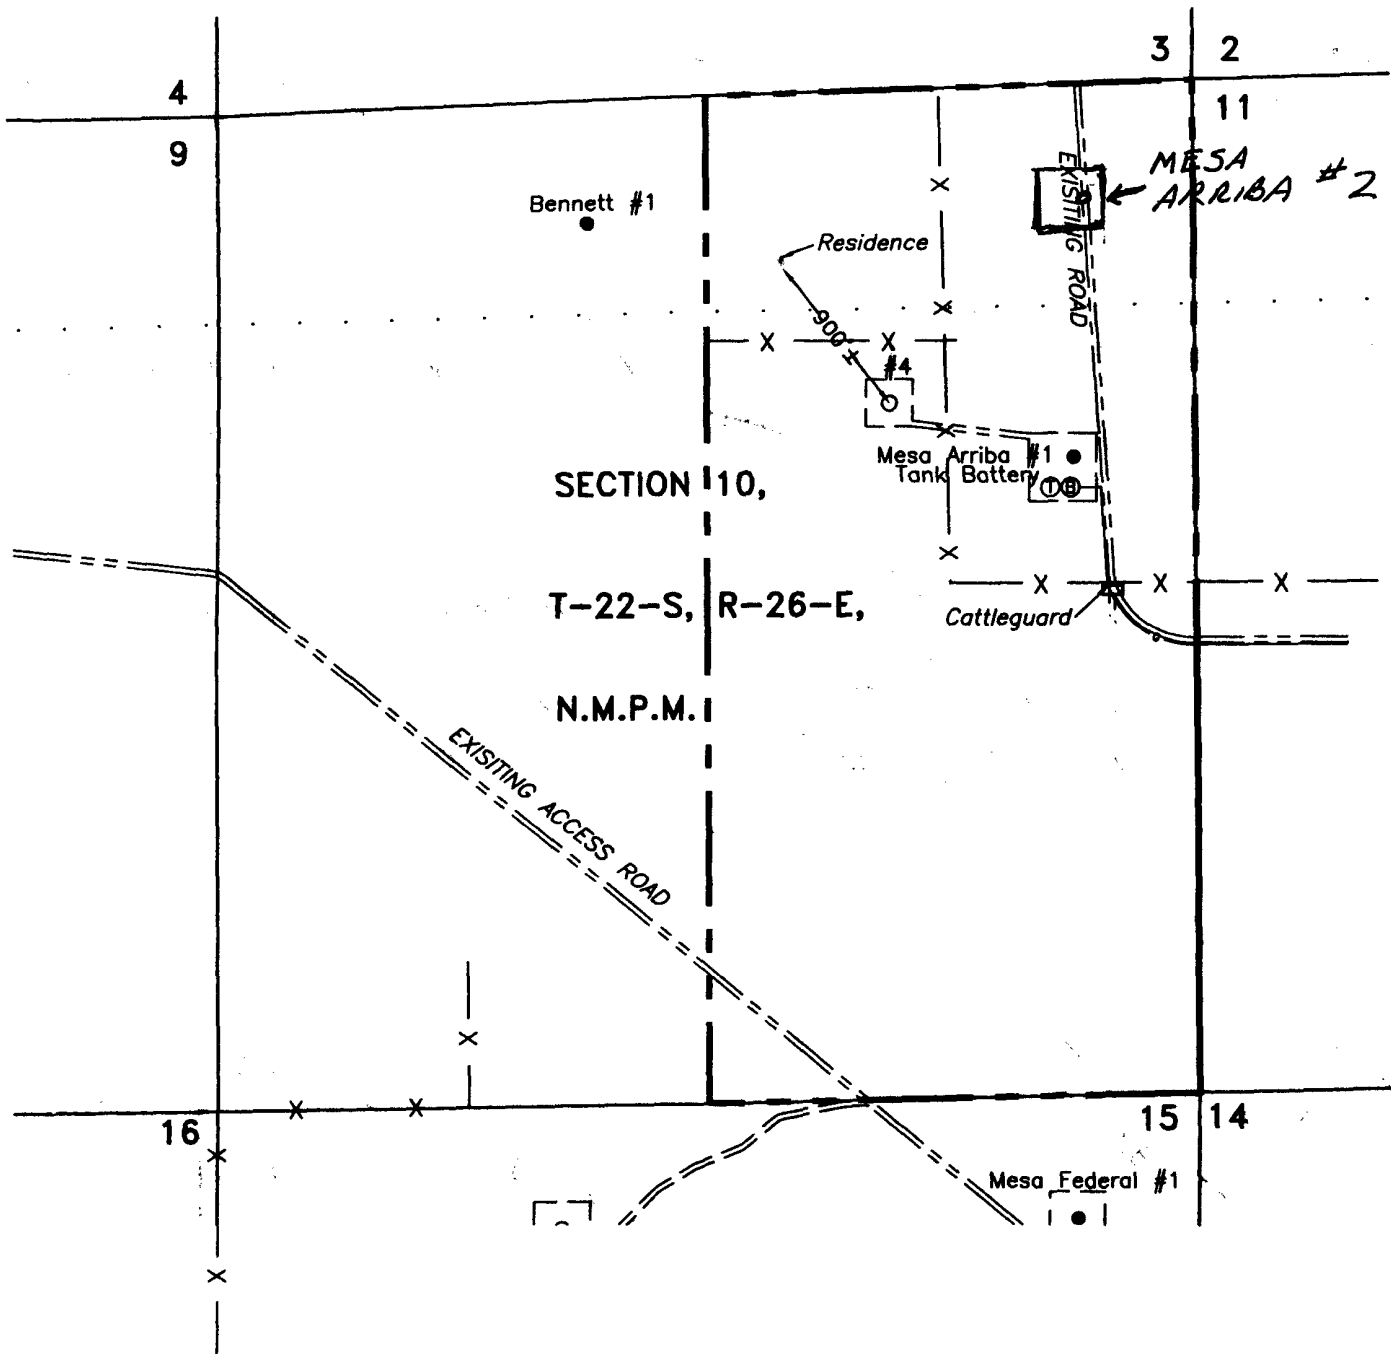 3 2
4
11
9
MESA
ARRIBA #2
Bennett #1
EXISITING ROAD
Residence
900'±
#4
Mesa Arriba #1
Tank Battery
T B
SECTION 10,
T-22-S, R-26-E,
Cattleguard
N.M.P.M.
EXISITING ACCESS ROAD
16
15 14
Mesa Federal #1